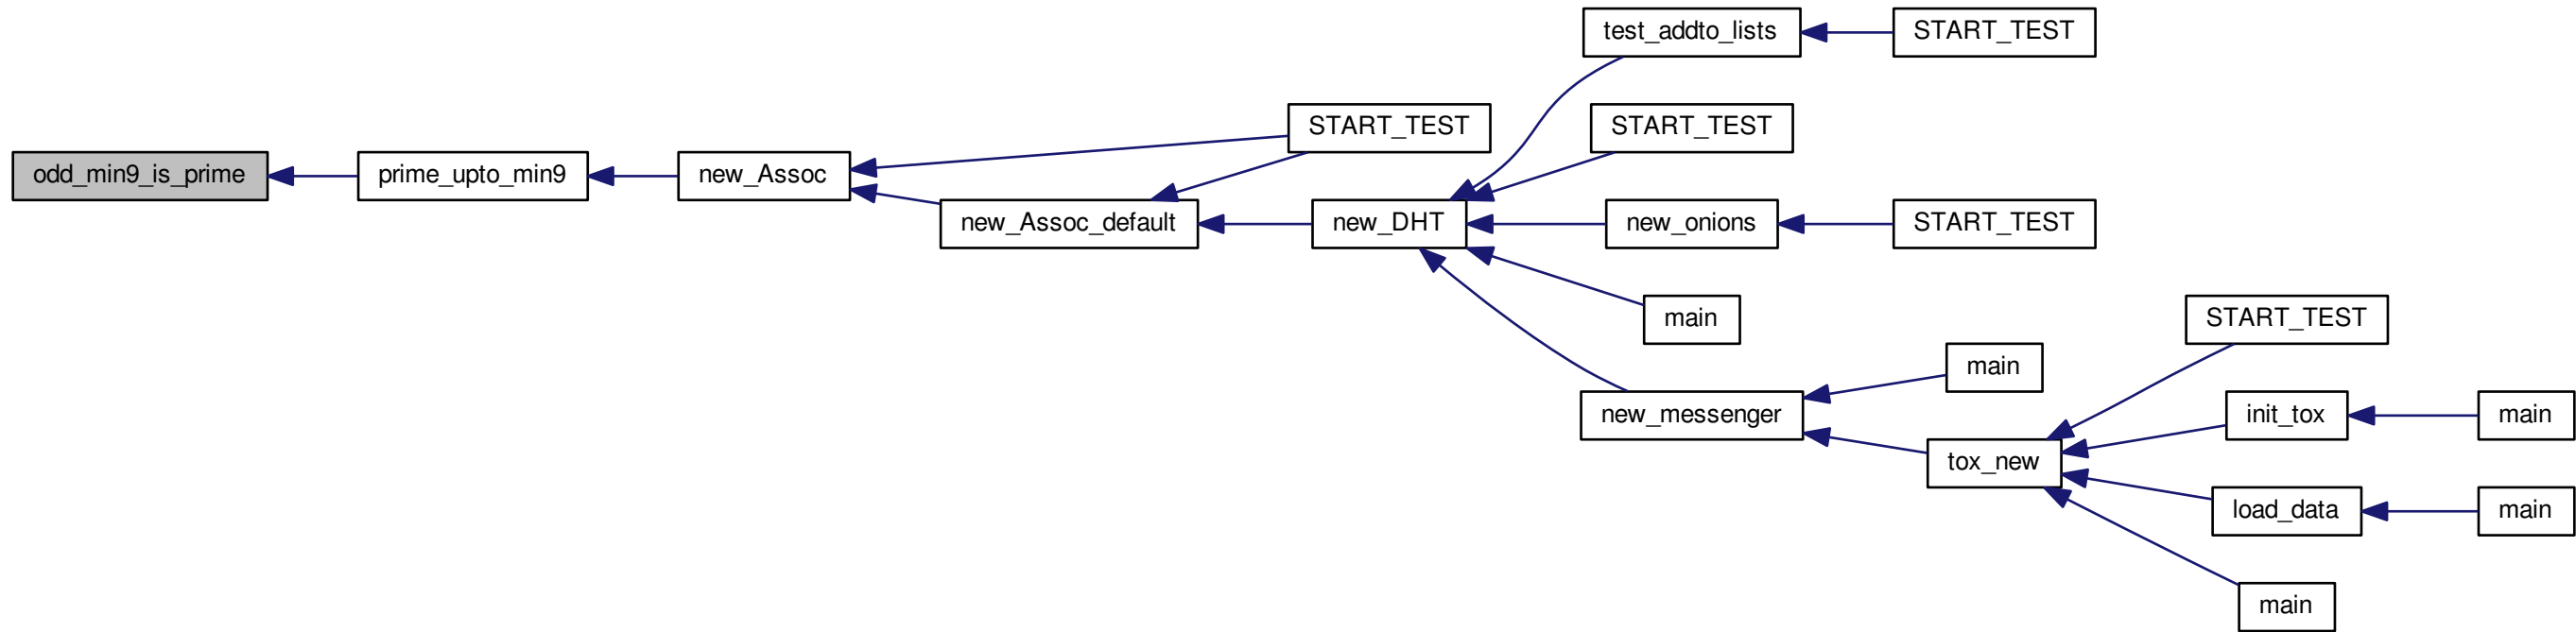 test_addto_lists
START_TEST
START_TEST
START_TEST
odd_min9_is_prime
prime_upto_min9
new_Assoc
new_Assoc_default
new_DHT
new_onions
START_TEST
main
START_TEST
main
new_messenger
init_tox
main
tox_new
load_data
main
main